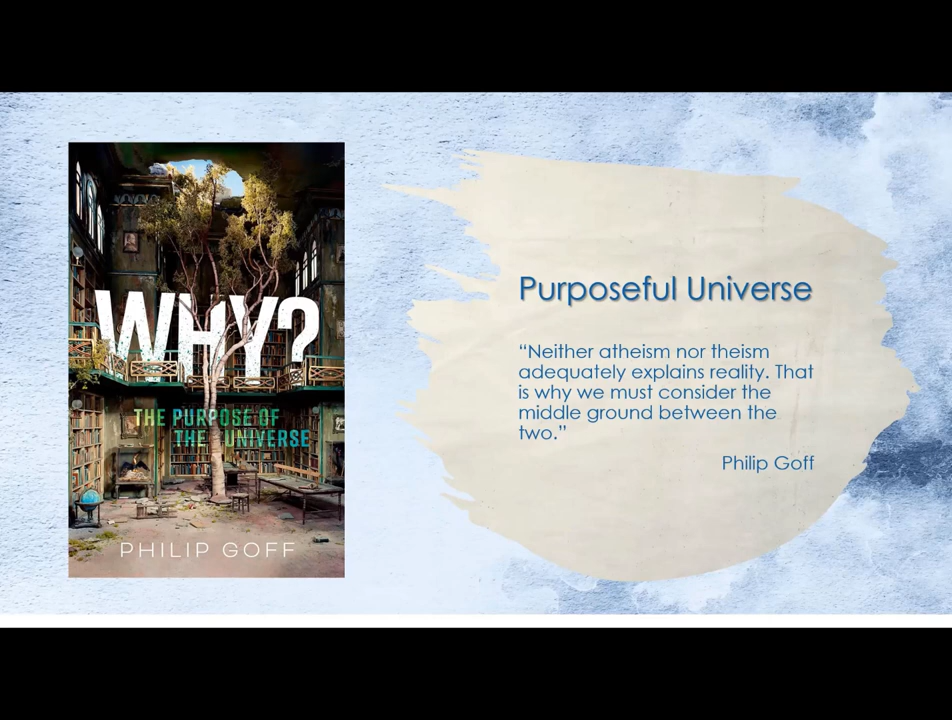 WHY?
THE PURPOSE OF
THE UNIVERSE
PHILIP GOFF
Purposeful Universe
“Neither atheism nor theism
adequately explains reality. That
is why we must consider the
middle ground between the
two.”
Philip Goff